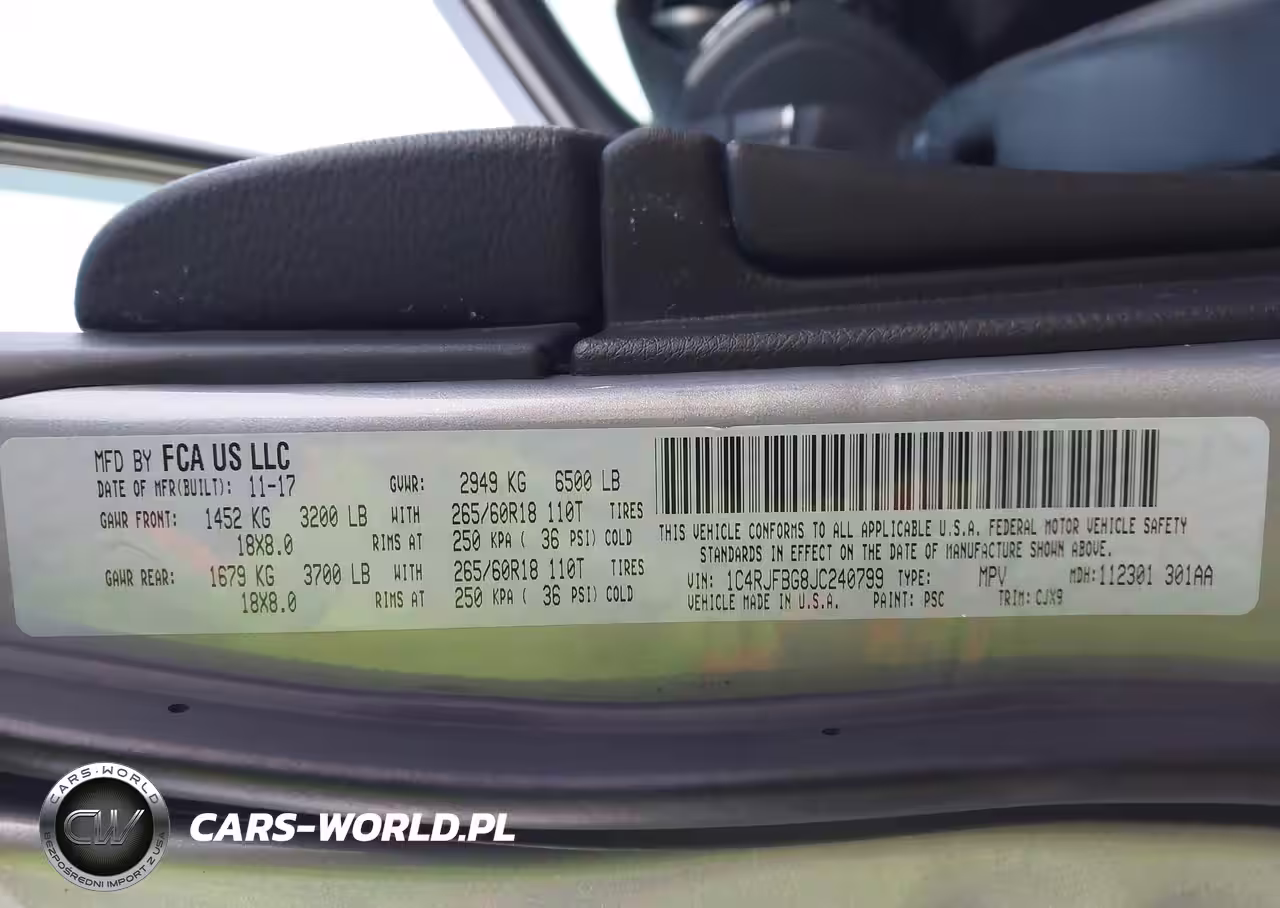 MFD BY FCA US LLC
DATE OF MFR(BUILT): 11-17 GVWR: 2949 KG 6500 LB
GAWR FRONT: 1452 KG 3200 LB WITH 265/60R18 110T TIRES
18X8.0 RIMS AT 250 KPA ( 36 PSI) COLD
GAWR REAR: 1679 KG 3700 LB WITH 265/60R18 110T TIRES
18X8.0 RIMS AT 250 KPA ( 36 PSI) COLD
THIS VEHICLE CONFORMS TO ALL APPLICABLE U.S.A. FEDERAL MOTOR VEHICLE SAFETY
STANDARDS IN EFFECT ON THE DATE OF MANUFACTURE SHOWN ABOVE.
VIN: 1C4RJFBG8JC240799 TYPE: MPV MDH: 112301 301AA
VEHICLE MADE IN U.S.A. PAINT: PSC TRIM: CJX9
CARS-WORLD
CW
BEZPOŚREDNI IMPORT Z USA
CARS-WORLD.PL